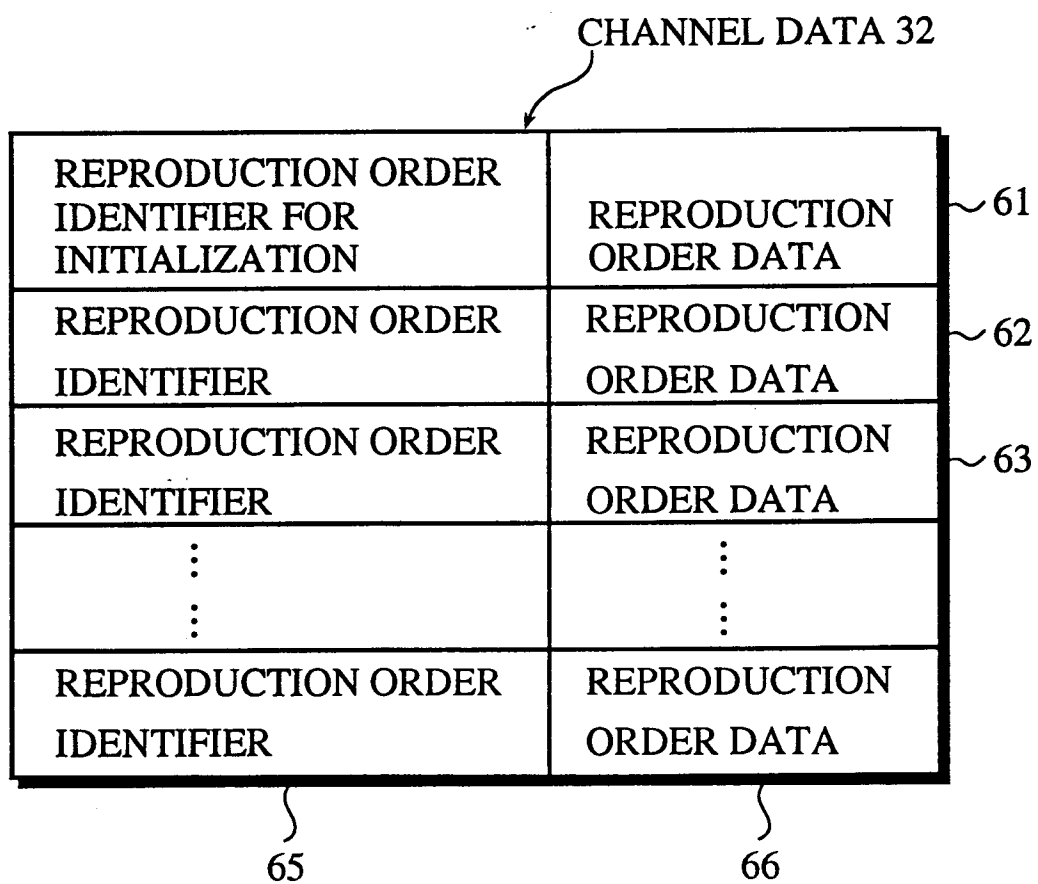 CHANNEL DATA 32
REPRODUCTION ORDER
IDENTIFIER FOR
INITIALIZATION
REPRODUCTION
ORDER DATA
61
REPRODUCTION ORDER
IDENTIFIER
REPRODUCTION
ORDER DATA
62
REPRODUCTION ORDER
IDENTIFIER
REPRODUCTION
ORDER DATA
63
REPRODUCTION ORDER
IDENTIFIER
REPRODUCTION
ORDER DATA
65
66